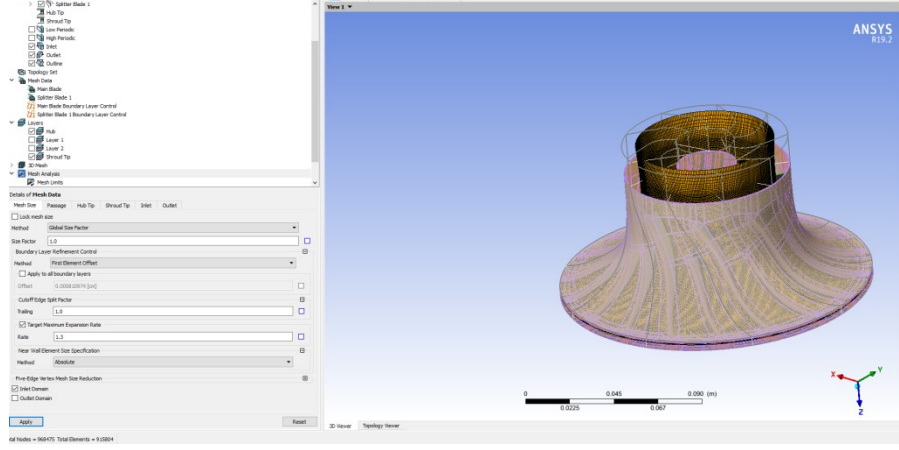 Splitter Blade 1
Hub Tip
Shroud Tip
Low Periodic
High Periodic
Inlet
Outlet
Outline
Topology Set
Mesh Data
Main Blade
Splitter Blade 1
Main Blade Boundary Layer Control
Splitter Blade 1 Boundary Layer Control
Layers
Hub
Layer 1
Layer 2
Shroud Tip
3D Mesh
Mesh Analysis
Mesh Limits
Details of Mesh Data
Mesh Size Passage Hub Tip Shroud Tip Inlet Outlet
Lock mesh size
Method Global Size Factor
Size Factor 1.0
Boundary Layer Refinement Control
Method First Element Offset
Apply to all boundary layers
Offset
Cutoff Edge Split Factor
Trailing 1.0
Target Maximum Expansion Rate
Rate 1.3
Near Wall Element Size Specification
Method Absolute
Five-Edge Vertex Mesh Size Reduction
Inlet Domain
Outlet Domain
Apply Reset
tal Nodes = 968475 Total Elements = 915804
View 1
ANSYS
R19.2
0 0.045 0.090 (m)
0.0225 0.067
X Y
Z
3D Viewer Topology Viewer